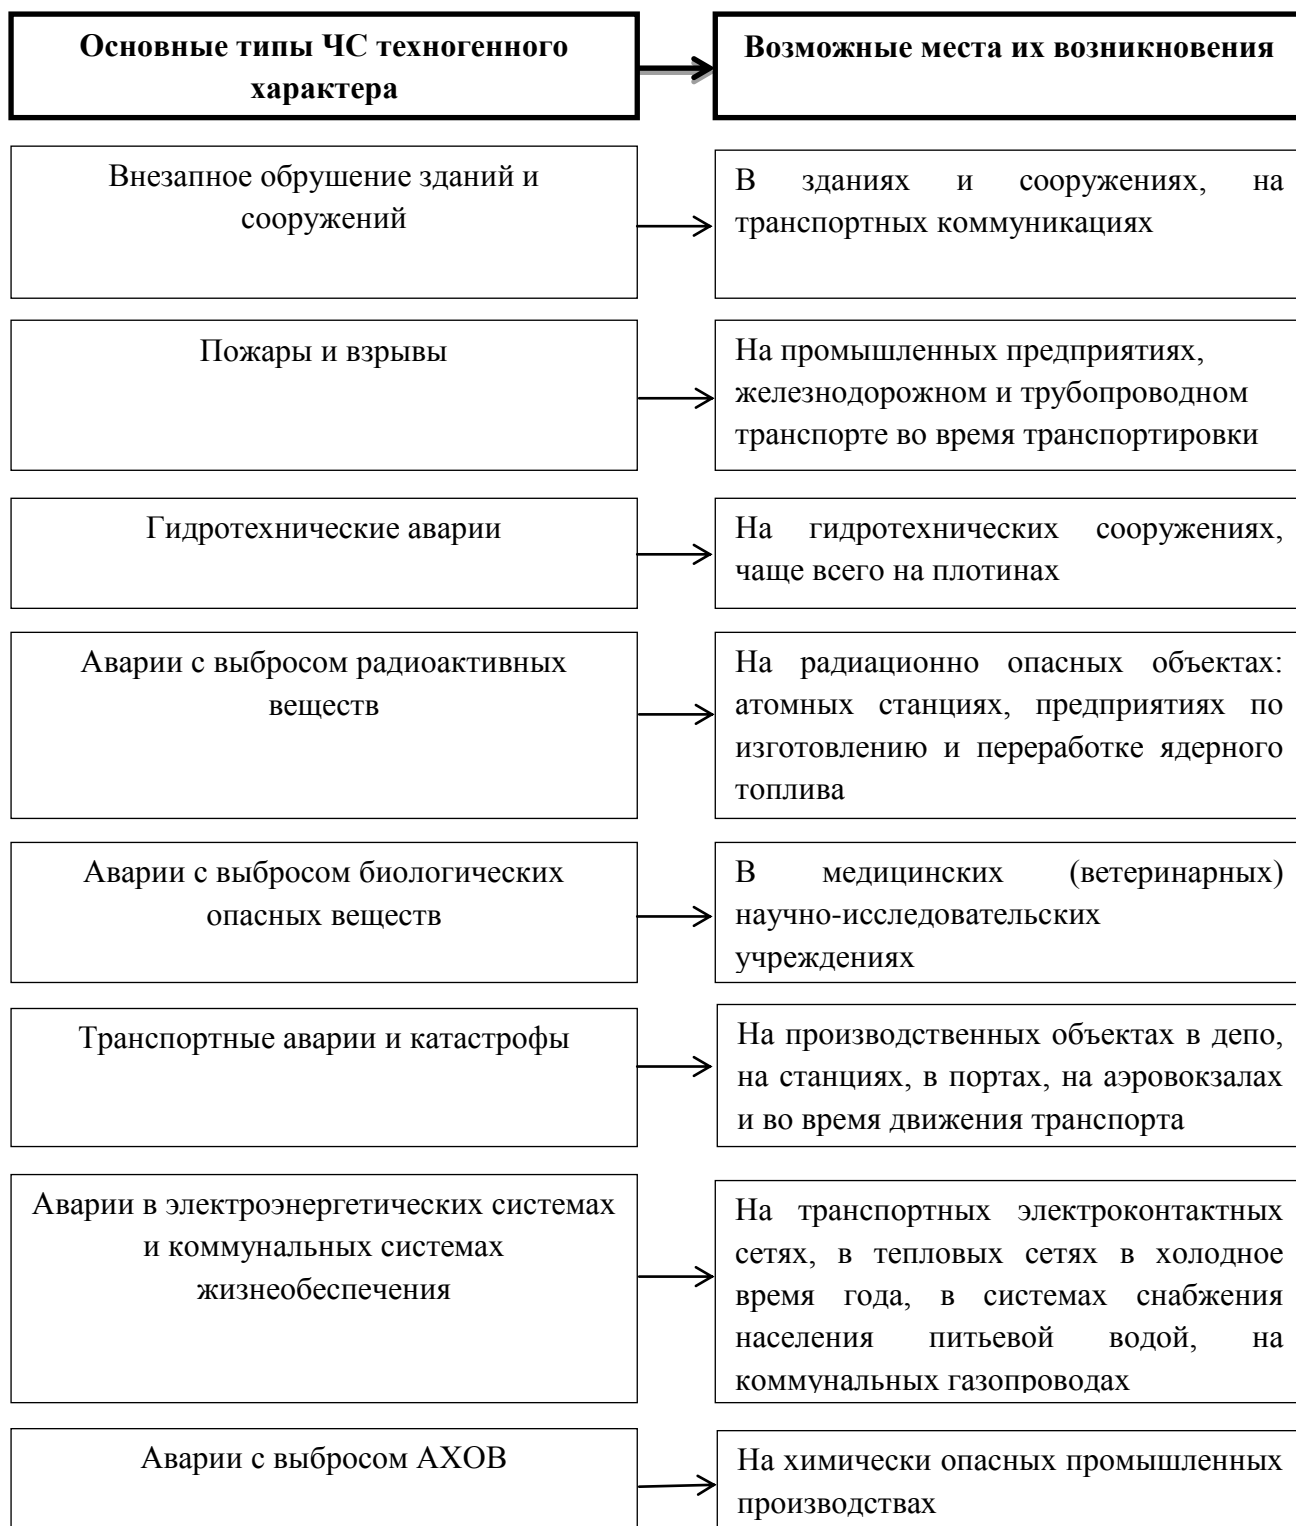 Основные типы ЧС техногенного
характера
Возможные места их возникновения
Внезапное обрушение зданий и
сооружений
В зданиях и сооружениях, на
транспортных коммуникациях
Пожары и взрывы
На промышленных предприятиях,
железнодорожном и трубопроводном
транспорте во время транспортировки
Гидротехнические аварии
На гидротехнических сооружениях,
чаще всего на плотинах
Аварии с выбросом радиоактивных
веществ
На радиационно опасных объектах:
атомных станциях, предприятиях по
изготовлению и переработке ядерного
топлива
Аварии с выбросом биологических
опасных веществ
В медицинских (ветеринарных)
научно-исследовательских
учреждениях
Транспортные аварии и катастрофы
На производственных объектах в депо,
на станциях, в портах, на аэровокзалах
и во время движения транспорта
Аварии в электроэнергетических системах
и коммунальных системах
жизнеобеспечения
На транспортных электроконтактных
сетях, в тепловых сетях в холодное
время года, в системах снабжения
населения питьевой водой, на
коммунальных газопроводах
Аварии с выбросом АХОВ
На химически опасных промышленных
производствах